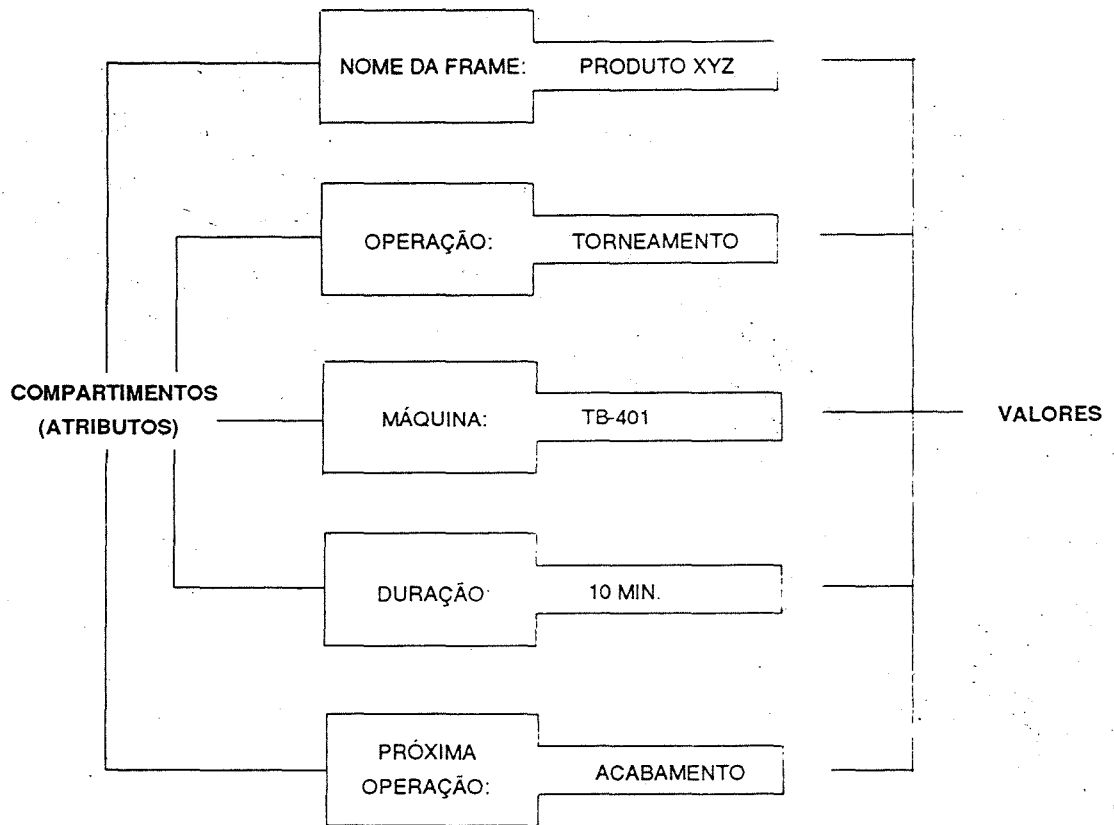 NOME DA FRAME: PRODUTO XYZ
OPERAÇÃO: TORNEAMENTO
COMPARTIMENTOS
(ATRIBUTOS)
MÁQUINA: TB-401
VALORES
DURAÇÃO: 10 MIN.
PRÓXIMA
OPERAÇÃO: ACABAMENTO